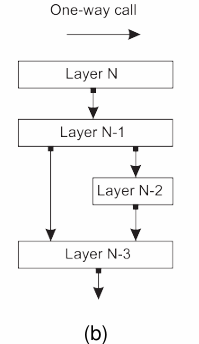 One-way call
Layer N
Layer N-1
Layer N-2
Layer N-3
(b)